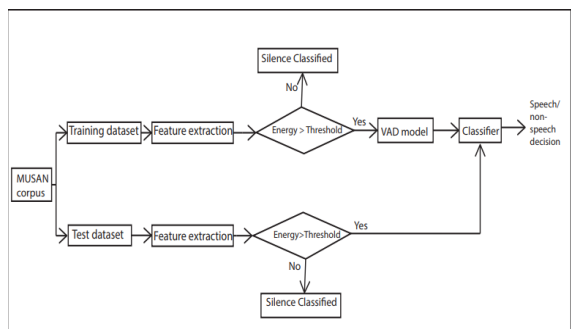 Silence Classified
No
Speech/
non-
speech
decision
Training dataset
Feature extraction
Energy > Threshold
Yes
VAD model
Classifier
MUSAN
corpus
Test dataset
Feature extraction
Energy>Threshold
Yes
No
Silence Classified